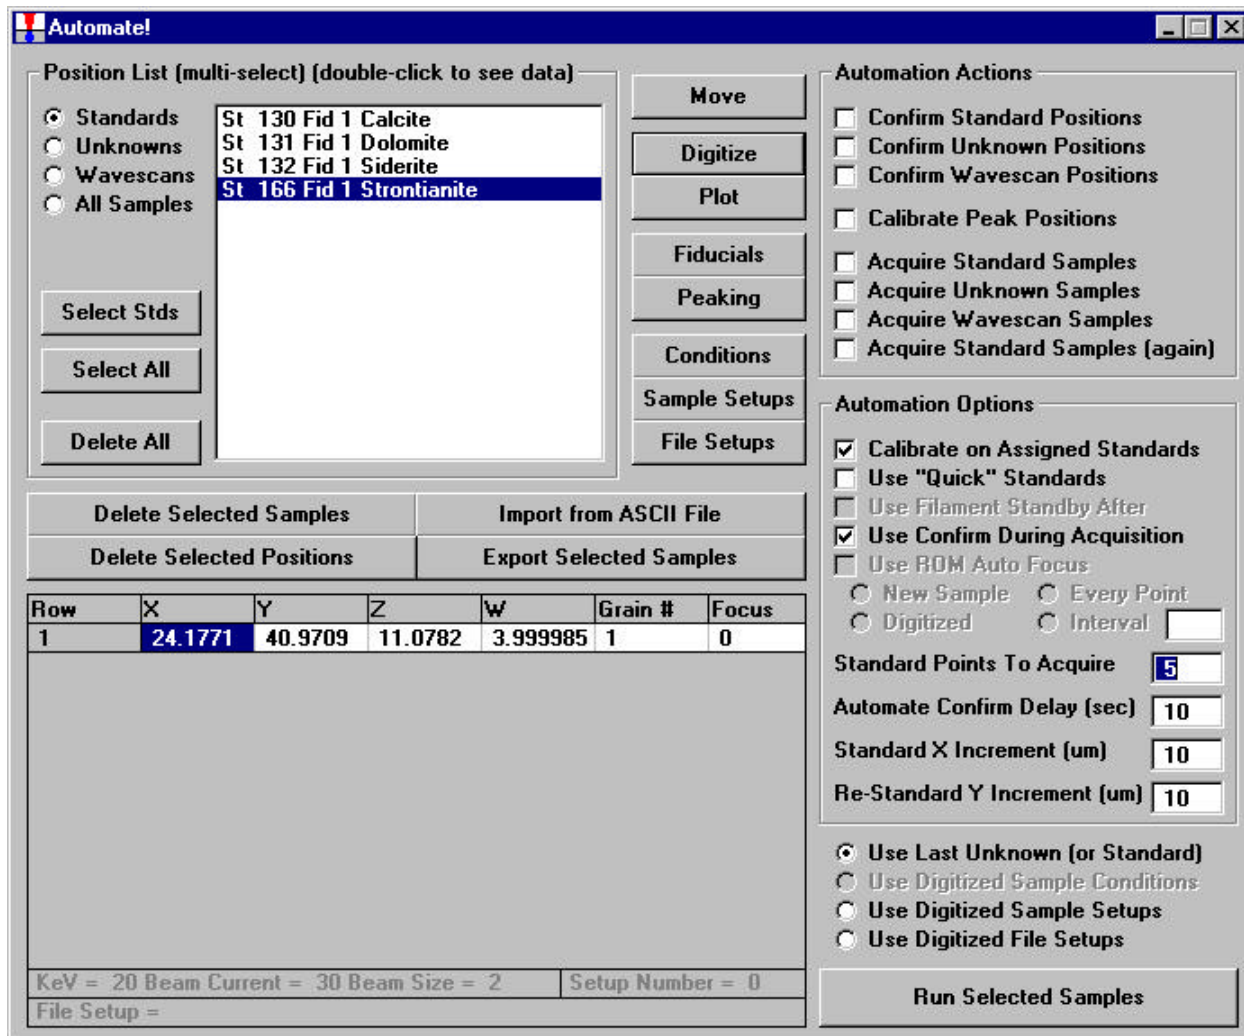 Automate!
Position List (multi-select) (double-click to see data)
Standards
Unknowns
Wavescans
All Samples
St 130 Fid 1 Calcite
St 131 Fid 1 Dolomite
St 132 Fid 1 Siderite
St 166 Fid 1 Strontianite
Select Stds
Select All
Delete All
Move
Digitize
Plot
Fiducials
Peaking
Conditions
Sample Setups
File Setups
Delete Selected Samples
Import from ASCII File
Delete Selected Positions
Export Selected Samples
Row X Y Z W Grain # Focus
1 24.1771 40.9709 11.0782 3.999985 1 0
KeV = 20 Beam Current = 30 Beam Size = 2 Setup Number = 0
File Setup =
Automation Actions
Confirm Standard Positions
Confirm Unknown Positions
Confirm Wavescan Positions
Calibrate Peak Positions
Acquire Standard Samples
Acquire Unknown Samples
Acquire Wavescan Samples
Acquire Standard Samples (again)
Automation Options
Calibrate on Assigned Standards
Use "Quick" Standards
Use Filament Standby After
Use Confirm During Acquisition
Use ROM Auto Focus
New Sample Every Point
Digitized Interval
Standard Points To Acquire 5
Automate Confirm Delay (sec) 10
Standard X Increment (um) 10
Re-Standard Y Increment (um) 10
Use Last Unknown (or Standard)
Use Digitized Sample Conditions
Use Digitized Sample Setups
Use Digitized File Setups
Run Selected Samples